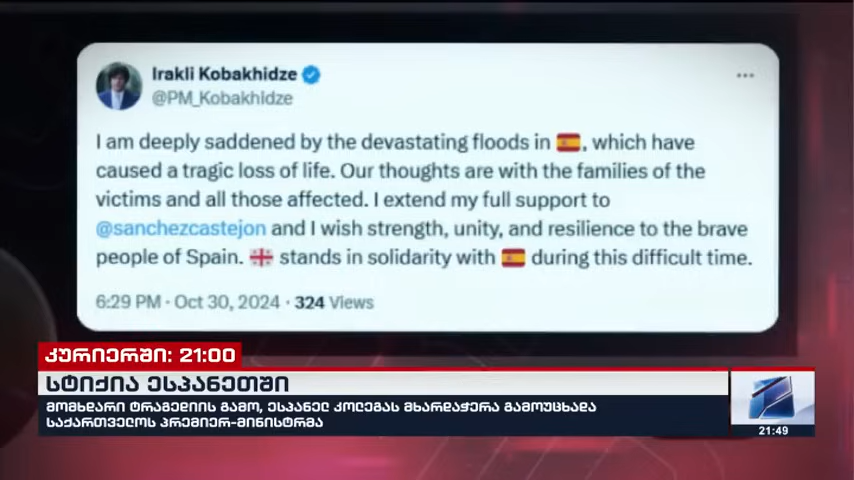 Irakli Kobakhidze
@PM_Kobakhidze
I am deeply saddened by the devastating floods in 🇪🇸, which have
caused a tragic loss of life. Our thoughts are with the families of the
victims and all those affected. I extend my full support to
@sanchezcastejon and I wish strength, unity, and resilience to the brave
people of Spain. 🇬🇪 stands in solidarity with 🇪🇸 during this difficult time.
6:29 PM · Oct 30, 2024 · 324 Views
კურიერში: 21:00
სტიქია ესპანეთში
მომხდარი ტრაგედიის გამო, ესპანელ კოლეგას მხარდაჭერა გამოუცხადა
საქართველოს პრემიერ-მინისტრმა
21:49